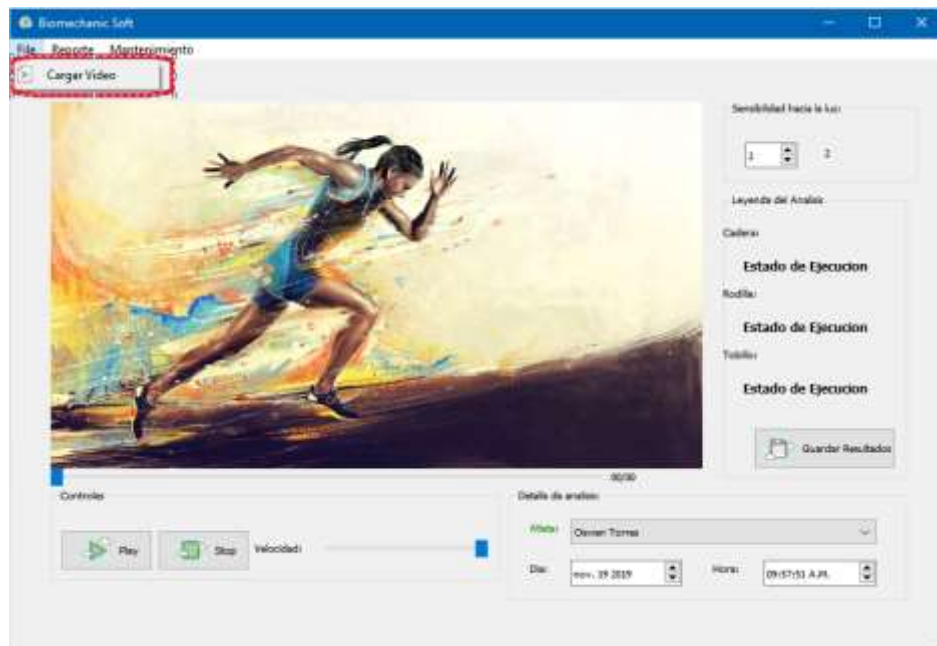 Biomechanic Soft
File Reporte Mantenimiento
Cargar Video
Sensibilidad hacia la luz:
1 2
Leyenda del Analisis
Cadera:
Estado de Ejecucion
Rodilla:
Estado de Ejecucion
Tobillo:
Estado de Ejecucion
Guardar Resultados
00/00
Controles
Play Stop Velocidad:
Detalle de analisis:
Atleta:
Torres
Dia: nov. 19 2019 Hora: 09:57:51 A.M.